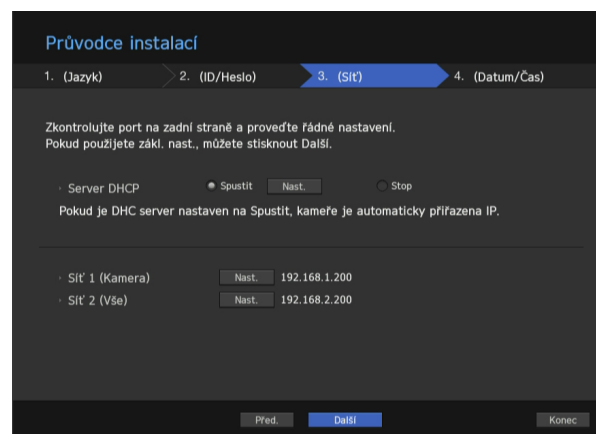 Průvodce instalací
1. (Jazyk) 2. (ID/Heslo) 3. (Síť) 4. (Datum/Čas)
Zkontrolujte port na zadní straně a proveďte řádné nastavení.
Pokud použijete zákl. nast., můžete stisknout Další.
· Server DHCP Spustit Nast. Stop
Pokud je DHC server nastaven na Spustit, kameře je automaticky přiřazena IP.
· Síť 1 (Kamera) Nast. 192.168.1.200
· Síť 2 (Vše) Nast. 192.168.2.200
Před. Další Konec